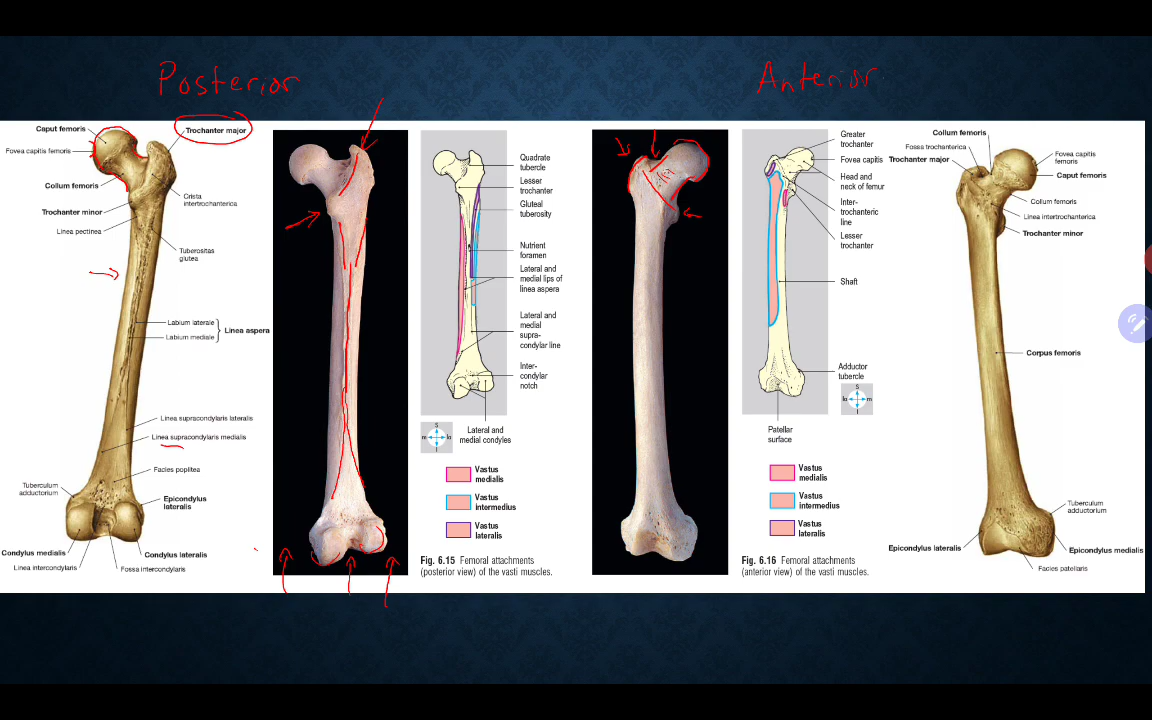 Posterior
Anterior
Caput femoris
Trochanter major
Fovea capitis femoris
Collum femoris
Crista
intertrochanterica
Trochanter minor
Linea pectinea
Tuberositas
glutea
Labium laterale
Labium mediale
Linea aspera
Linea supracondylaris lateralis
Linea supracondylaris medialis
Facies poplitea
Tuberculum
adductorium
Epicondylus
lateralis
Condylus medialis
Condylus lateralis
Linea intercondylaris
Fossa intercondylaris
Quadrate
tubercle
Lesser
trochanter
Gluteal
tuberosity
Nutrient
foramen
Lateral and
medial lips of
linea aspera
Lateral and
medial
supra-
condylar line
Inter-
condylar
notch
S
m
la
I
Lateral and
medial condyles
Vastus
medialis
Vastus
intermedius
Vastus
lateralis
Fig. 6.15 Femoral attachments
(posterior view) of the vasti muscles.
Greater
trochanter
Fovea capitis
Head and
neck of femur
Inter-
trochanteric
line
Lesser
trochanter
Shaft
Adductor
tubercle
S
la
m
I
Patellar
surface
Vastus
medialis
Vastus
intermedius
Vastus
lateralis
Fig. 6.16 Femoral attachments
(anterior view) of the vasti muscles.
Collum femoris
Fossa trochanterica
Trochanter major
Fovea capitis
femoris
Caput femoris
Collum femoris
Linea intertrochanterica
Trochanter minor
Corpus femoris
Tuberculum
adductorium
Epicondylus lateralis
Epicondylus medialis
Facies patellaris